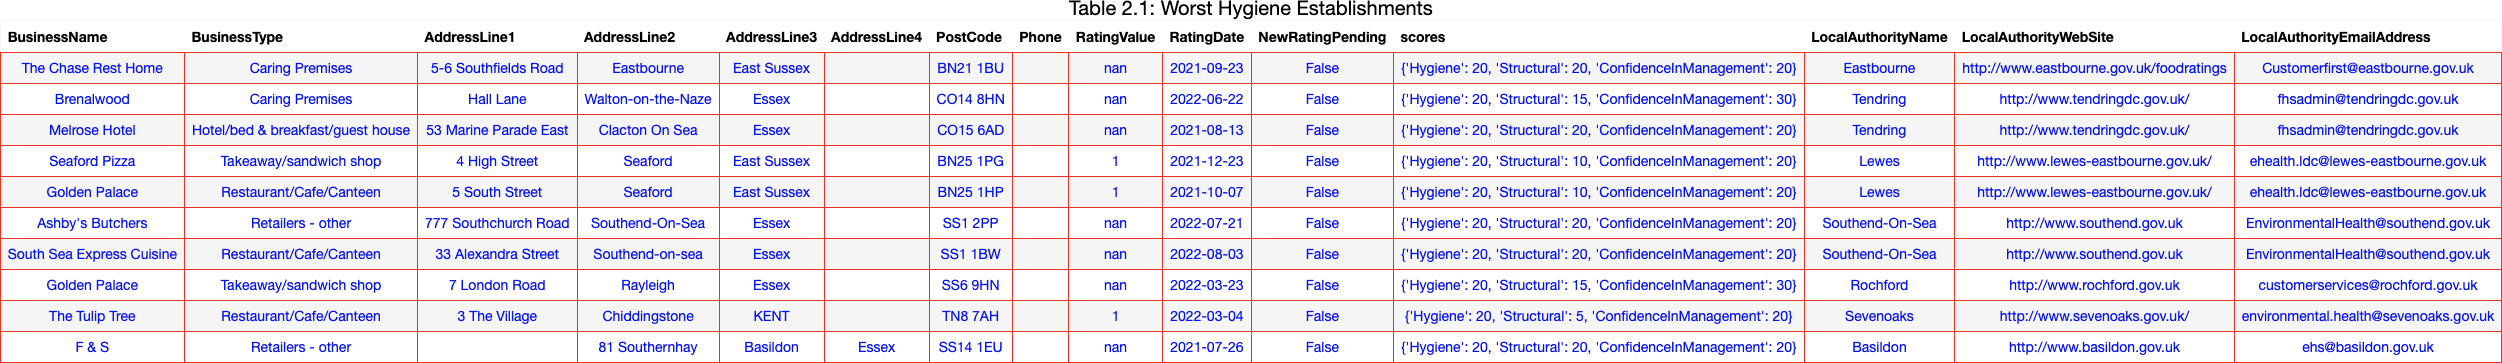 Table 2.1: Worst Hygiene Establishments
BusinessName BusinessType AddressLine1 AddressLine2 AddressLine3 AddressLine4 PostCode Phone RatingValue RatingDate NewRatingPending scores LocalAuthorityName LocalAuthorityWebSite LocalAuthorityEmailAddress
The Chase Rest Home Caring Premises 5-6 Southfields Road Eastbourne East Sussex BN21 1BU nan 2021-09-23 False {'Hygiene': 20, 'Structural': 20, 'ConfidenceInManagement': 20} Eastbourne http://www.eastbourne.gov.uk/foodratings Customerfirst@eastbourne.gov.uk
Brenalwood Caring Premises Hall Lane Walton-on-the-Naze Essex CO14 8HN nan 2022-06-22 False {'Hygiene': 20, 'Structural': 15, 'ConfidenceInManagement': 30} Tendring http://www.tendringdc.gov.uk/ fhsadmin@tendringdc.gov.uk
Melrose Hotel Hotel/bed & breakfast/guest house 53 Marine Parade East Clacton On Sea Essex CO15 6AD nan 2021-08-13 False {'Hygiene': 20, 'Structural': 20, 'ConfidenceInManagement': 20} Tendring http://www.tendringdc.gov.uk/ fhsadmin@tendringdc.gov.uk
Seaford Pizza Takeaway/sandwich shop 4 High Street Seaford East Sussex BN25 1PG 1 2021-12-23 False {'Hygiene': 20, 'Structural': 10, 'ConfidenceInManagement': 20} Lewes http://www.lewes-eastbourne.gov.uk/ ehealth.ldc@lewes-eastbourne.gov.uk
Golden Palace Restaurant/Cafe/Canteen 5 South Street Seaford East Sussex BN25 1HP 1 2021-10-07 False {'Hygiene': 20, 'Structural': 10, 'ConfidenceInManagement': 20} Lewes http://www.lewes-eastbourne.gov.uk/ ehealth.ldc@lewes-eastbourne.gov.uk
Ashby's Butchers Retailers - other 777 Southchurch Road Southend-On-Sea Essex SS1 2PP nan 2022-07-21 False {'Hygiene': 20, 'Structural': 20, 'ConfidenceInManagement': 20} Southend-On-Sea http://www.southend.gov.uk EnvironmentalHealth@southend.gov.uk
South Sea Express Cuisine Restaurant/Cafe/Canteen 33 Alexandra Street Southend-on-sea Essex SS1 1BW nan 2022-08-03 False {'Hygiene': 20, 'Structural': 20, 'ConfidenceInManagement': 20} Southend-On-Sea http://www.southend.gov.uk EnvironmentalHealth@southend.gov.uk
Golden Palace Takeaway/sandwich shop 7 London Road Rayleigh Essex SS6 9HN nan 2022-03-23 False {'Hygiene': 20, 'Structural': 15, 'ConfidenceInManagement': 30} Rochford http://www.rochford.gov.uk customerservices@rochford.gov.uk
The Tulip Tree Restaurant/Cafe/Canteen 3 The Village Chiddingstone KENT TN8 7AH 1 2022-03-04 False {'Hygiene': 20, 'Structural': 5, 'ConfidenceInManagement': 20} Sevenoaks http://www.sevenoaks.gov.uk/ environmental.health@sevenoaks.gov.uk
F & S Retailers - other 81 Southernhay Basildon Essex SS14 1EU nan 2021-07-26 False {'Hygiene': 20, 'Structural': 20, 'ConfidenceInManagement': 20} Basildon http://www.basildon.gov.uk ehs@basildon.gov.uk